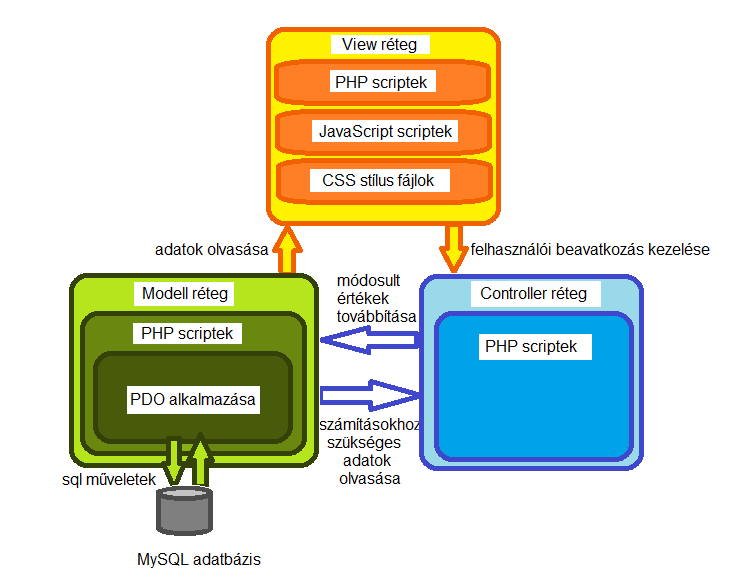 View réteg
PHP scriptek
JavaScript scriptek
CSS stílus fájlok
adatok olvasása
felhasználói beavatkozás kezelése
Modell réteg
PHP scriptek
PDO alkalmazása
módosult
értékek
továbbítása
Controller réteg
PHP scriptek
számításokhoz
szükséges
adatok
olvasása
sql műveletek
MySQL adatbázis